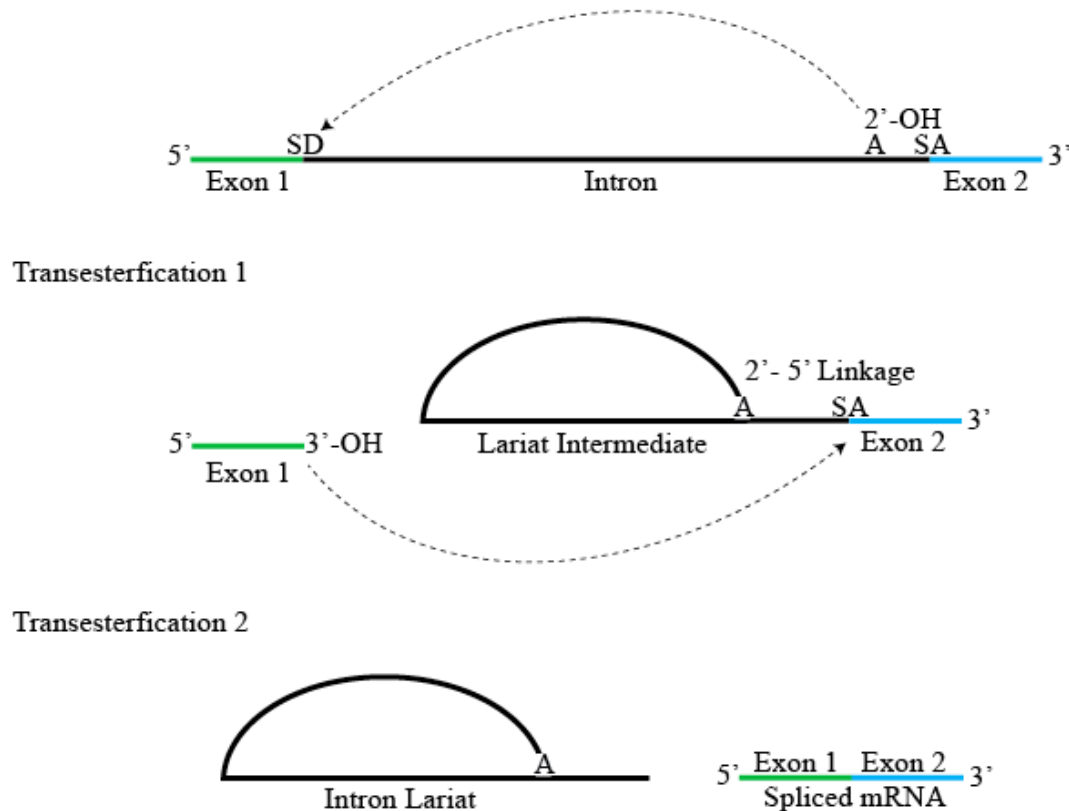 2’-OH
SD A SA
5’ 3’
Exon 1 Intron Exon 2
Transesterfication 1
2’- 5’ Linkage
A SA
3’
5’ 3’-OH Lariat Intermediate Exon 2
Exon 1
Transesterfication 2
A Exon 1 Exon 2
5’ 3’
Intron Lariat Spliced mRNA